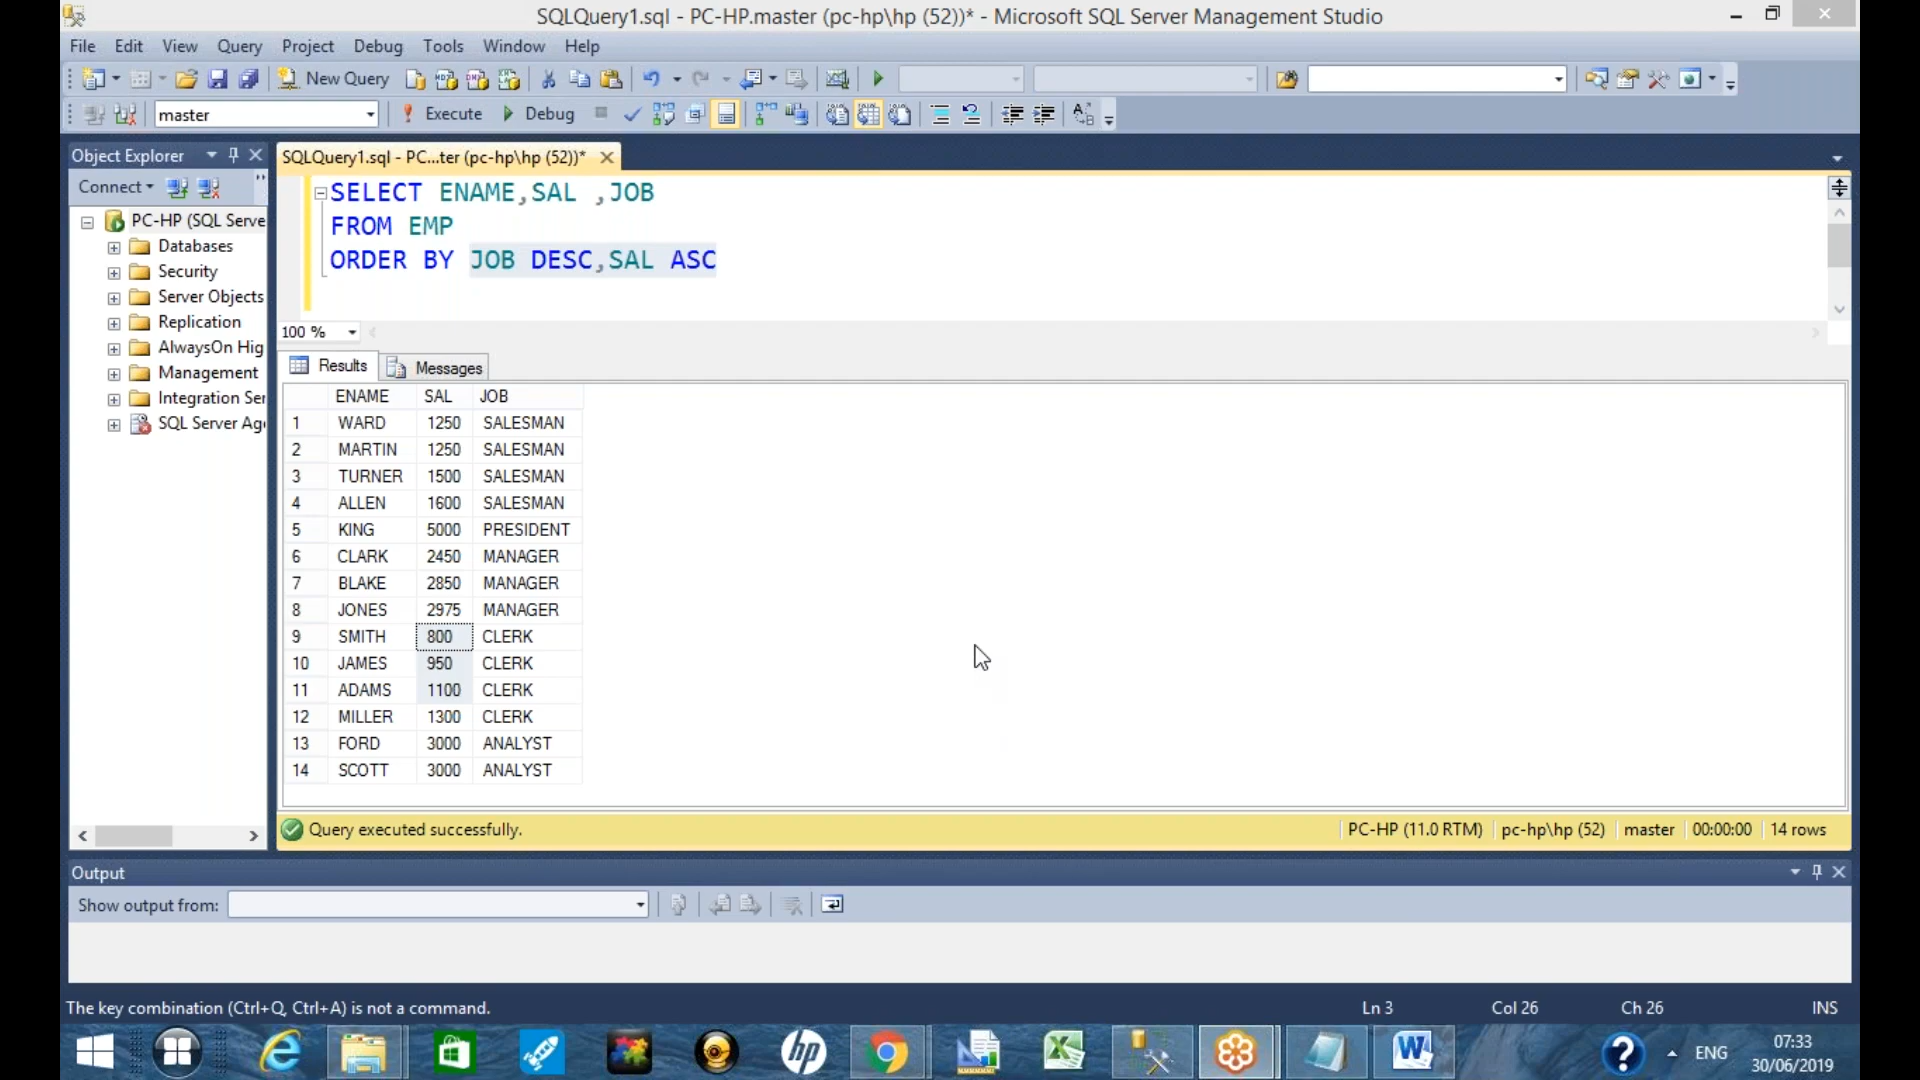 SQLQuery1.sql - PC-HP.master (pc-hp\hp (52))* - Microsoft SQL Server Management Studio
File Edit View Query Project Debug Tools Window Help
New Query
master Execute Debug
Object Explorer
SQLQuery1.sql - PC...ter (pc-hp\hp (52))*
Connect
PC-HP (SQL Serve
Databases
Security
Server Objects
Replication
AlwaysOn Hig
Management
Integration Ser
SQL Server Age
SELECT ENAME,SAL ,JOB
FROM EMP
ORDER BY JOB DESC,SAL ASC
100 %
Results Messages
ENAME SAL JOB
1 WARD 1250 SALESMAN
2 MARTIN 1250 SALESMAN
3 TURNER 1500 SALESMAN
4 ALLEN 1600 SALESMAN
5 KING 5000 PRESIDENT
6 CLARK 2450 MANAGER
7 BLAKE 2850 MANAGER
8 JONES 2975 MANAGER
9 SMITH 800 CLERK
10 JAMES 950 CLERK
11 ADAMS 1100 CLERK
12 MILLER 1300 CLERK
13 FORD 3000 ANALYST
14 SCOTT 3000 ANALYST
Query executed successfully. PC-HP (11.0 RTM) pc-hp\hp (52) master 00:00:00 14 rows
Output
Show output from:
The key combination (Ctrl+Q, Ctrl+A) is not a command. Ln 3 Col 26 Ch 26 INS
hp
ENG
07:33
30/06/2019